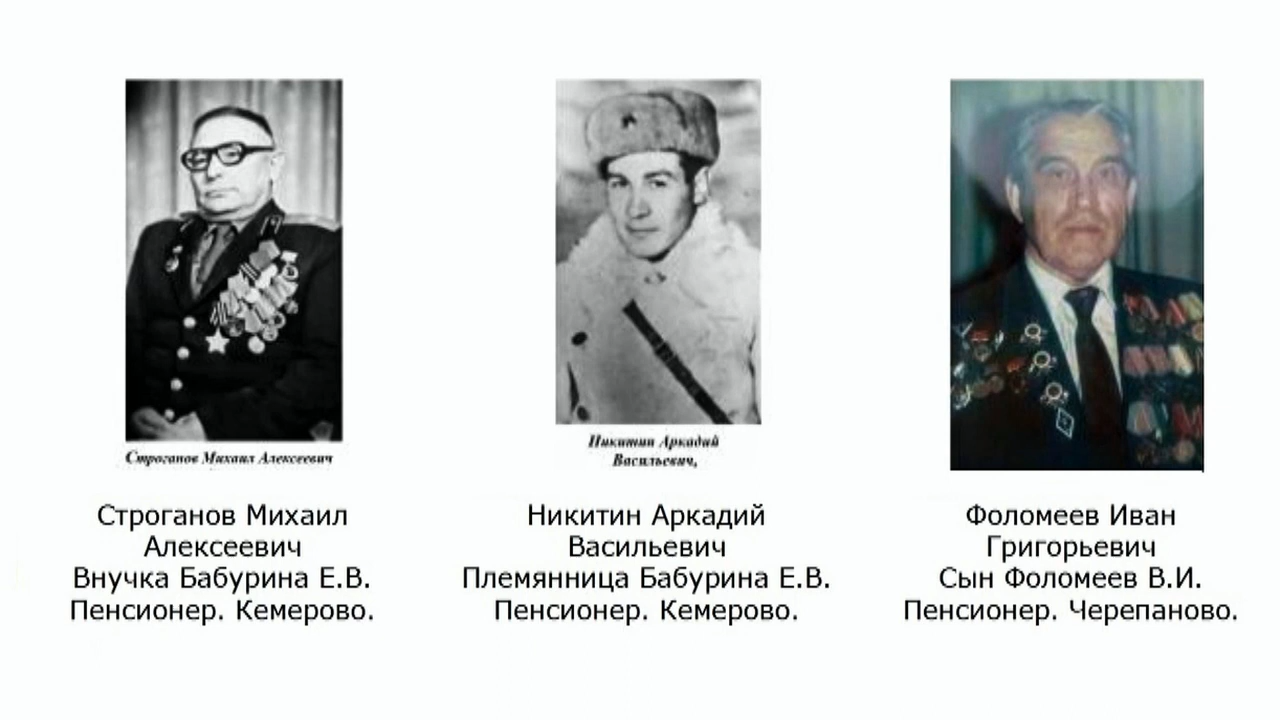 Строганов Михаил Алексеевич
Никитин Аркадий
Васильевич,
Строганов Михаил
Алексеевич
Внучка Бабурина Е.В.
Пенсионер. Кемерово.
Никитин Аркадий
Васильевич
Племянница Бабурина Е.В.
Пенсионер. Кемерово.
Фоломеев Иван
Григорьевич
Сын Фоломеев В.И.
Пенсионер. Черепаново.